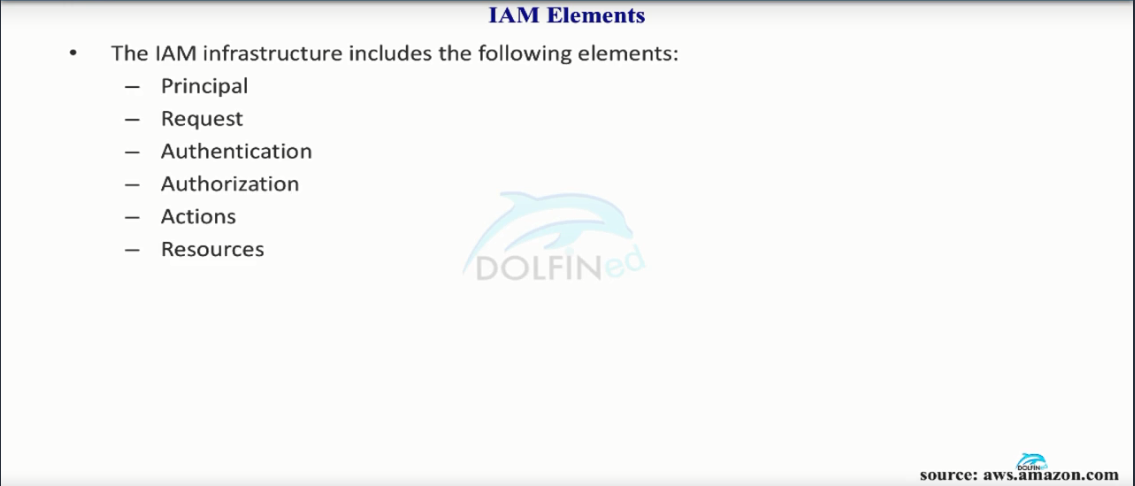 IAM Elements
• The IAM infrastructure includes the following elements:
– Principal
– Request
– Authentication
– Authorization
– Actions
– Resources
DOLFINed
DOLFINed
source: aws.amazon.com